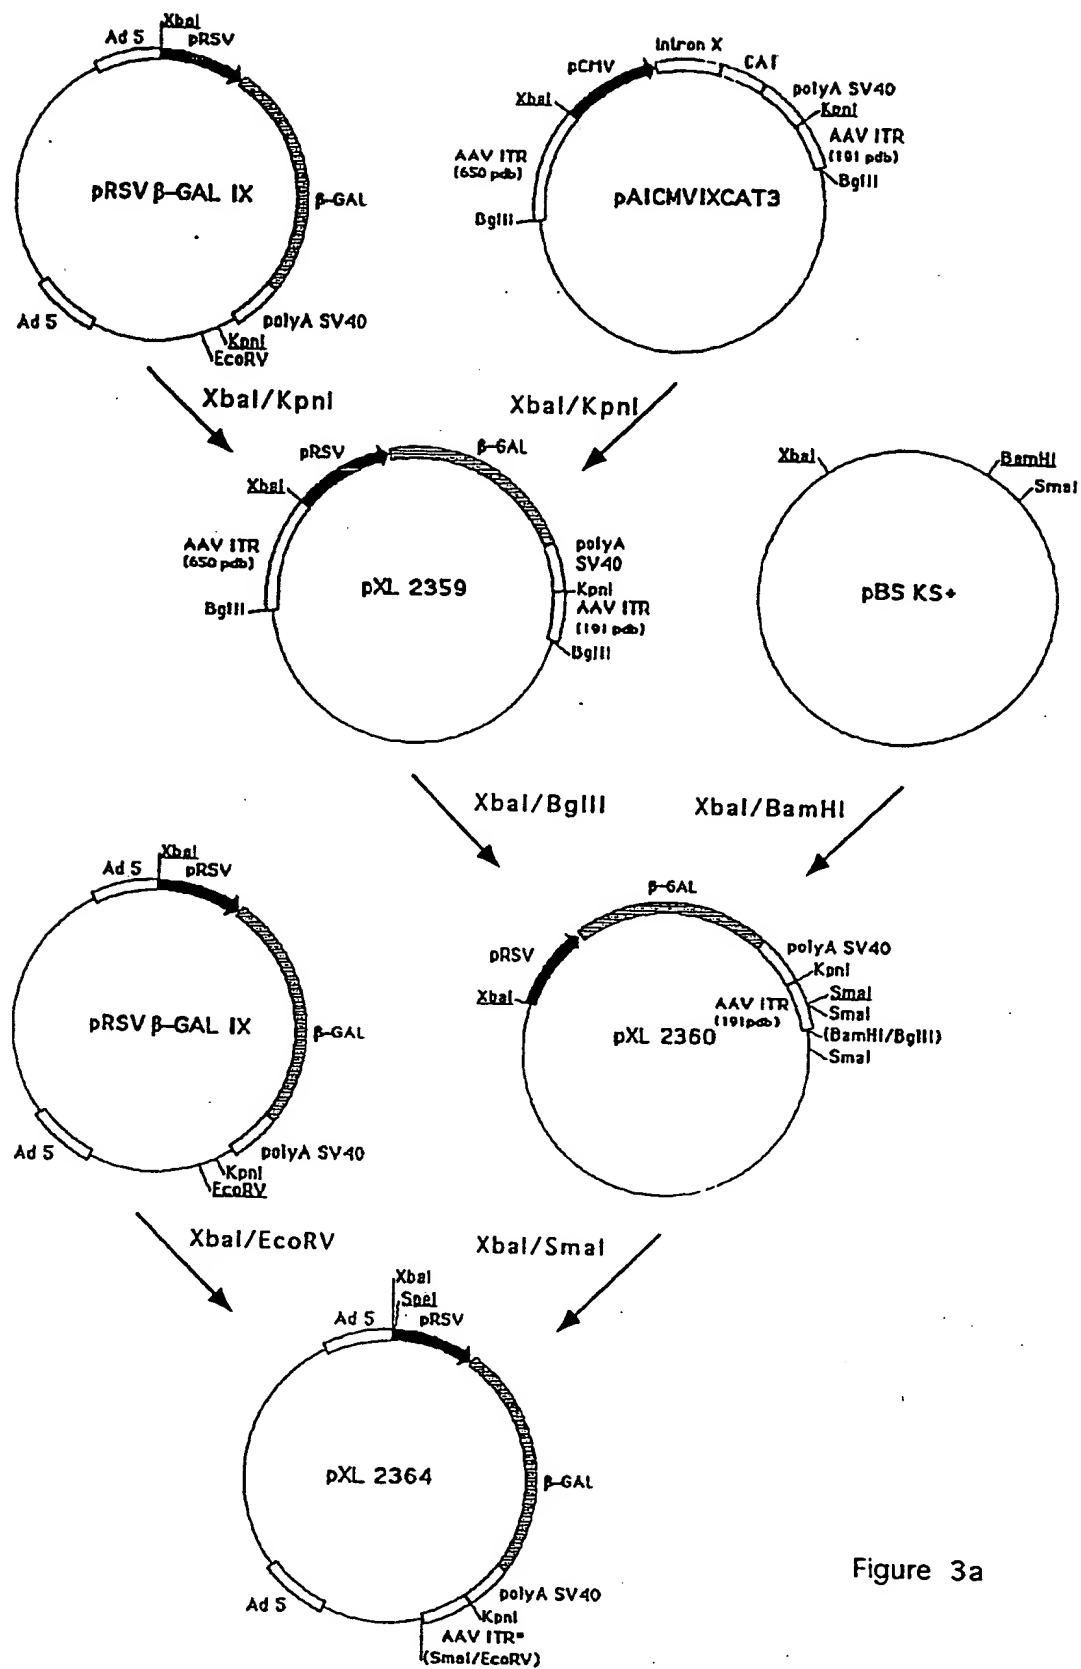 XbaI
Ad 5
pRSV
pRSV β-GAL IX
β-GAL
Ad 5
polyA SV40
KpnI
EcoRV
Intron X
pCMV
CAT
XbaI
polyA SV40
KpnI
AAV ITR
(191 pdb)
BglII
AAV ITR
(650 pdb)
BglII
pAICMVIXCAT3
XbaI/KpnI
XbaI/KpnI
pRSV
β-GAL
XbaI
AAV ITR
(650 pdb)
BglII
pXL 2359
polyA
SV40
KpnI
AAV ITR
(191 pdb)
BglII
XbaI
BamHI
SmaI
pBS KS+
XbaI/BglII
XbaI/BamHI
XbaI
Ad 5
pRSV
pRSV β-GAL IX
β-GAL
Ad 5
polyA SV40
KpnI
EcoRV
β-GAL
pRSV
XbaI
polyA SV40
KpnI
AAV ITR
(191pdb)
SmaI
SmaI
(BamHI/BglII)
SmaI
pXL 2360
XbaI/EcoRV
XbaI/SmaI
XbaI
SpeI
Ad 5
pRSV
pXL 2364
β-GAL
Ad 5
polyA SV40
KpnI
AAV ITR*
(SmaI/EcoRV)
Figure 3a